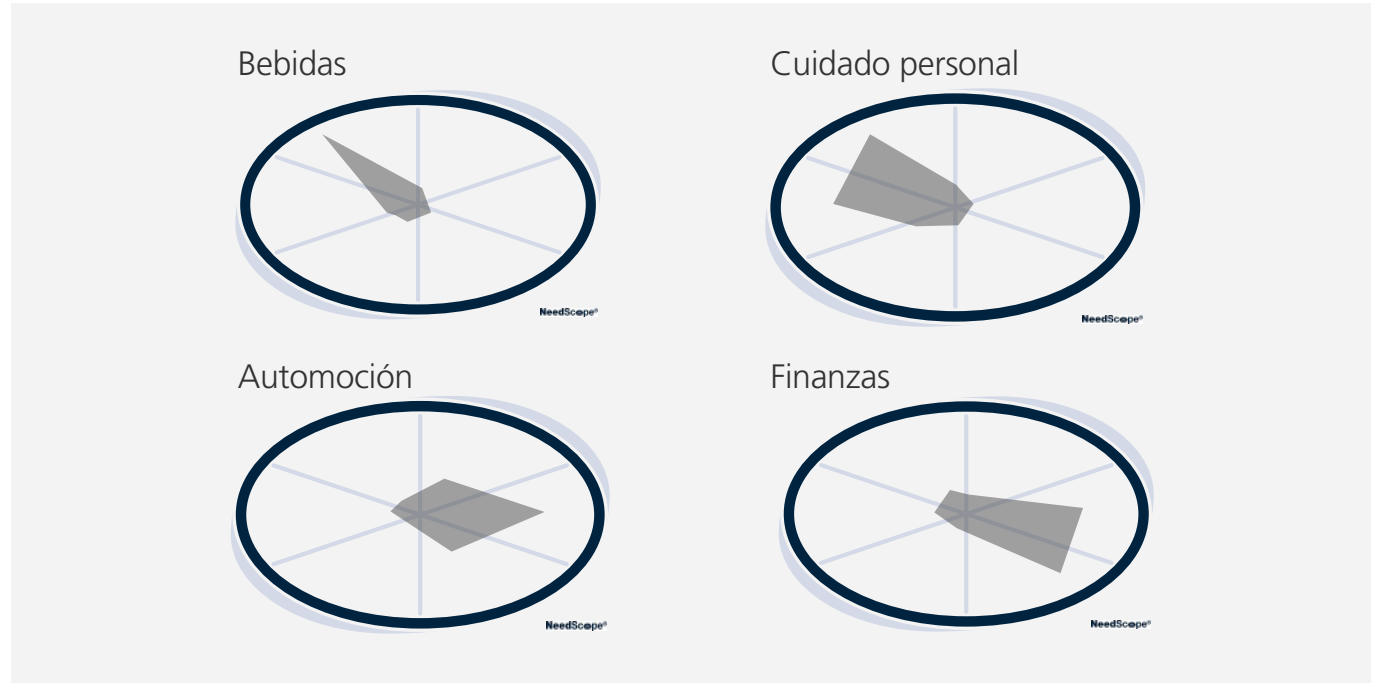 Bebidas
Cuidado personal
NeedScope®
NeedScope®
Automoción
Finanzas
NeedScope®
NeedScope®